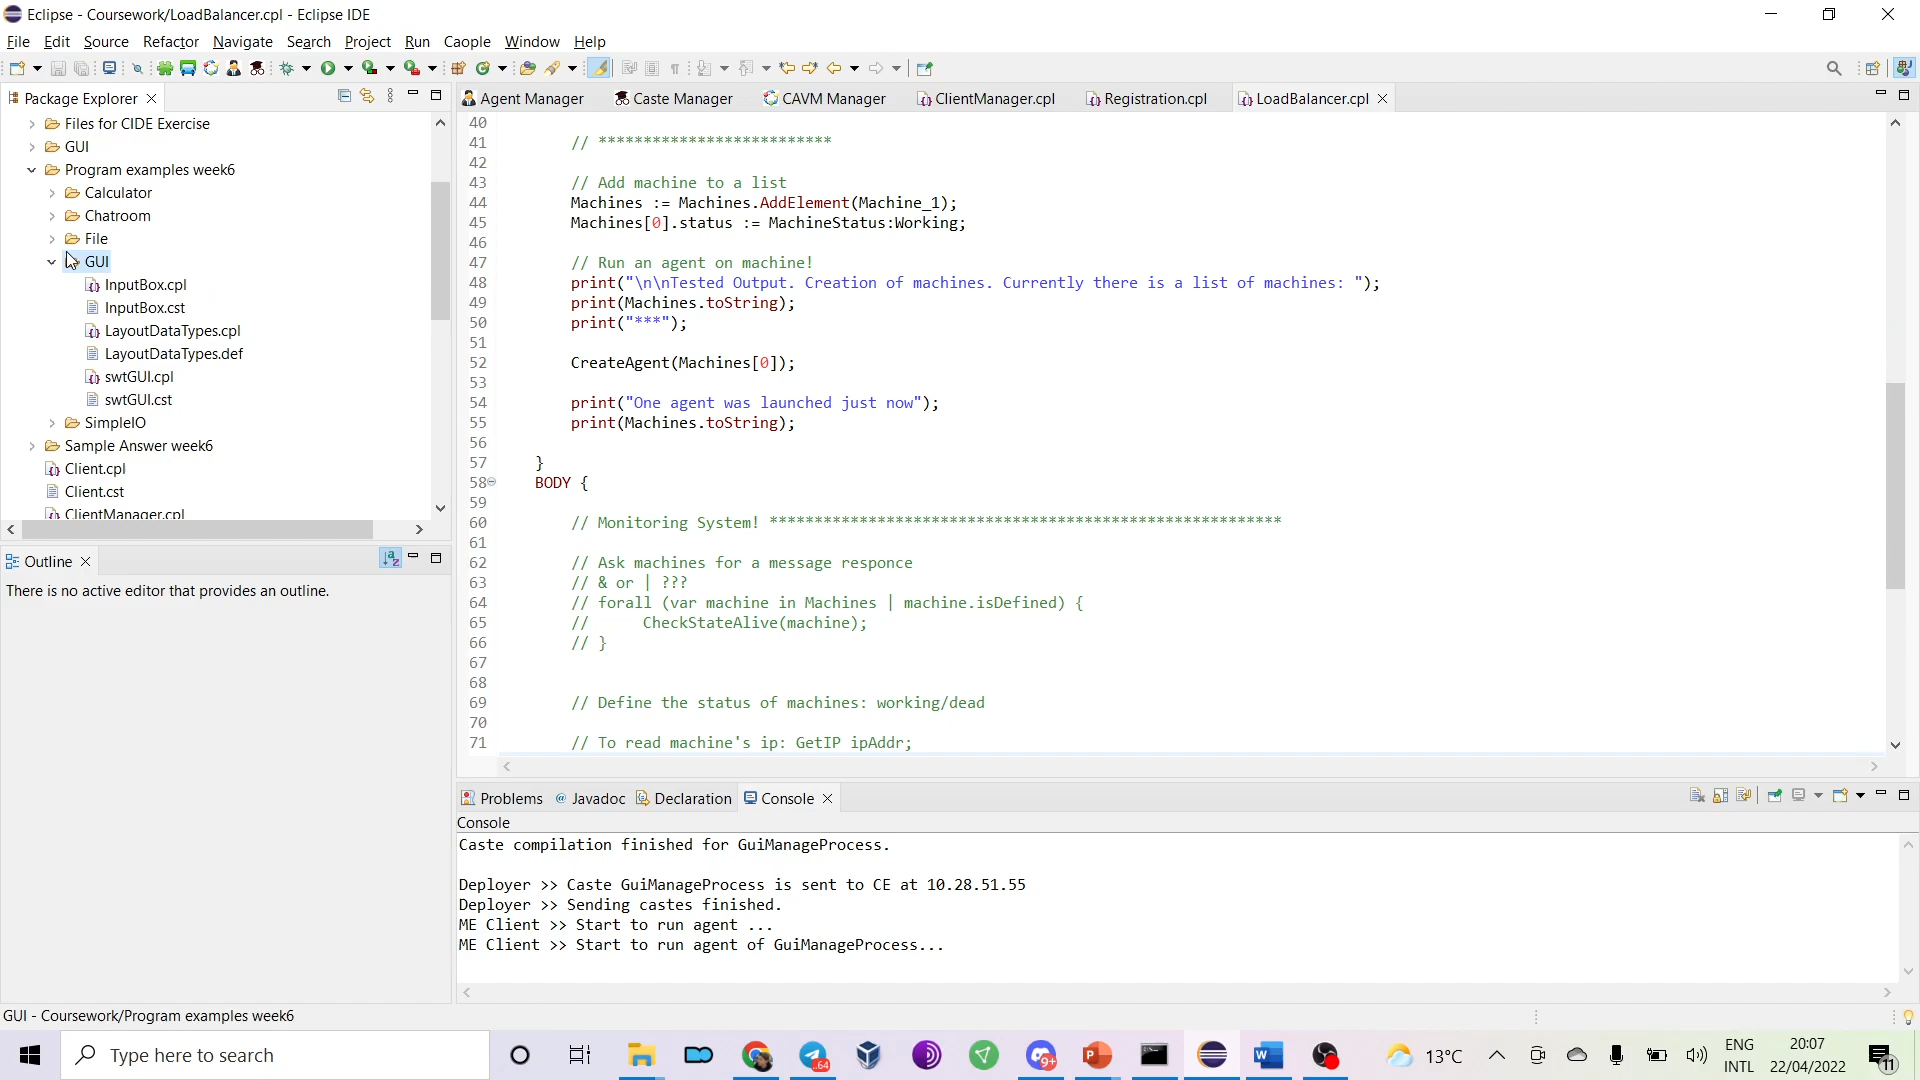 Eclipse - Coursework/LoadBalancer.cpl - Eclipse IDE
File Edit Source Refactor Navigate Search Project Run Caople Window Help
Package Explorer
Files for CIDE Exercise
GUI
Program examples week6
Calculator
Chatroom
File
GUI
InputBox.cpl
InputBox.cst
LayoutDataTypes.cpl
LayoutDataTypes.def
swtGUI.cpl
swtGUI.cst
SimpleIO
Sample Answer week6
Client.cpl
Client.cst
ClientManager.cpl
Outline
There is no active editor that provides an outline.
Agent Manager Caste Manager CAVM Manager ClientManager.cpl Registration.cpl LoadBalancer.cpl
40
41 // **************************
42
43 // Add machine to a list
44 Machines := Machines.AddElement(Machine_1);
45 Machines[0].status := MachineStatus:Working;
46
47 // Run an agent on machine!
48 print("\n\nTested Output. Creation of machines. Currently there is a list of machines: ");
49 print(Machines.toString);
50 print("***");
51
52 CreateAgent(Machines[0]);
53
54 print("One agent was launched just now");
55 print(Machines.toString);
56
57 }
58 BODY {
59
60 // Monitoring System! *********************************************************
61
62 // Ask machines for a message responce
63 // & or | ???
64 // forall (var machine in Machines | machine.isDefined) {
65 // CheckStateAlive(machine);
66 // }
67
68
69 // Define the status of machines: working/dead
70
71 // To read machine's ip: GetIP ipAddr;
Problems @ Javadoc Declaration Console
Console
Caste compilation finished for GuiManageProcess.
Deployer >> Caste GuiManageProcess is sent to CE at 10.28.51.55
Deployer >> Sending castes finished.
ME Client >> Start to run agent ...
ME Client >> Start to run agent of GuiManageProcess...
GUI - Coursework/Program examples week6
Type here to search
..64
9+
13°C
ENG
INTL
20:07
22/04/2022
11